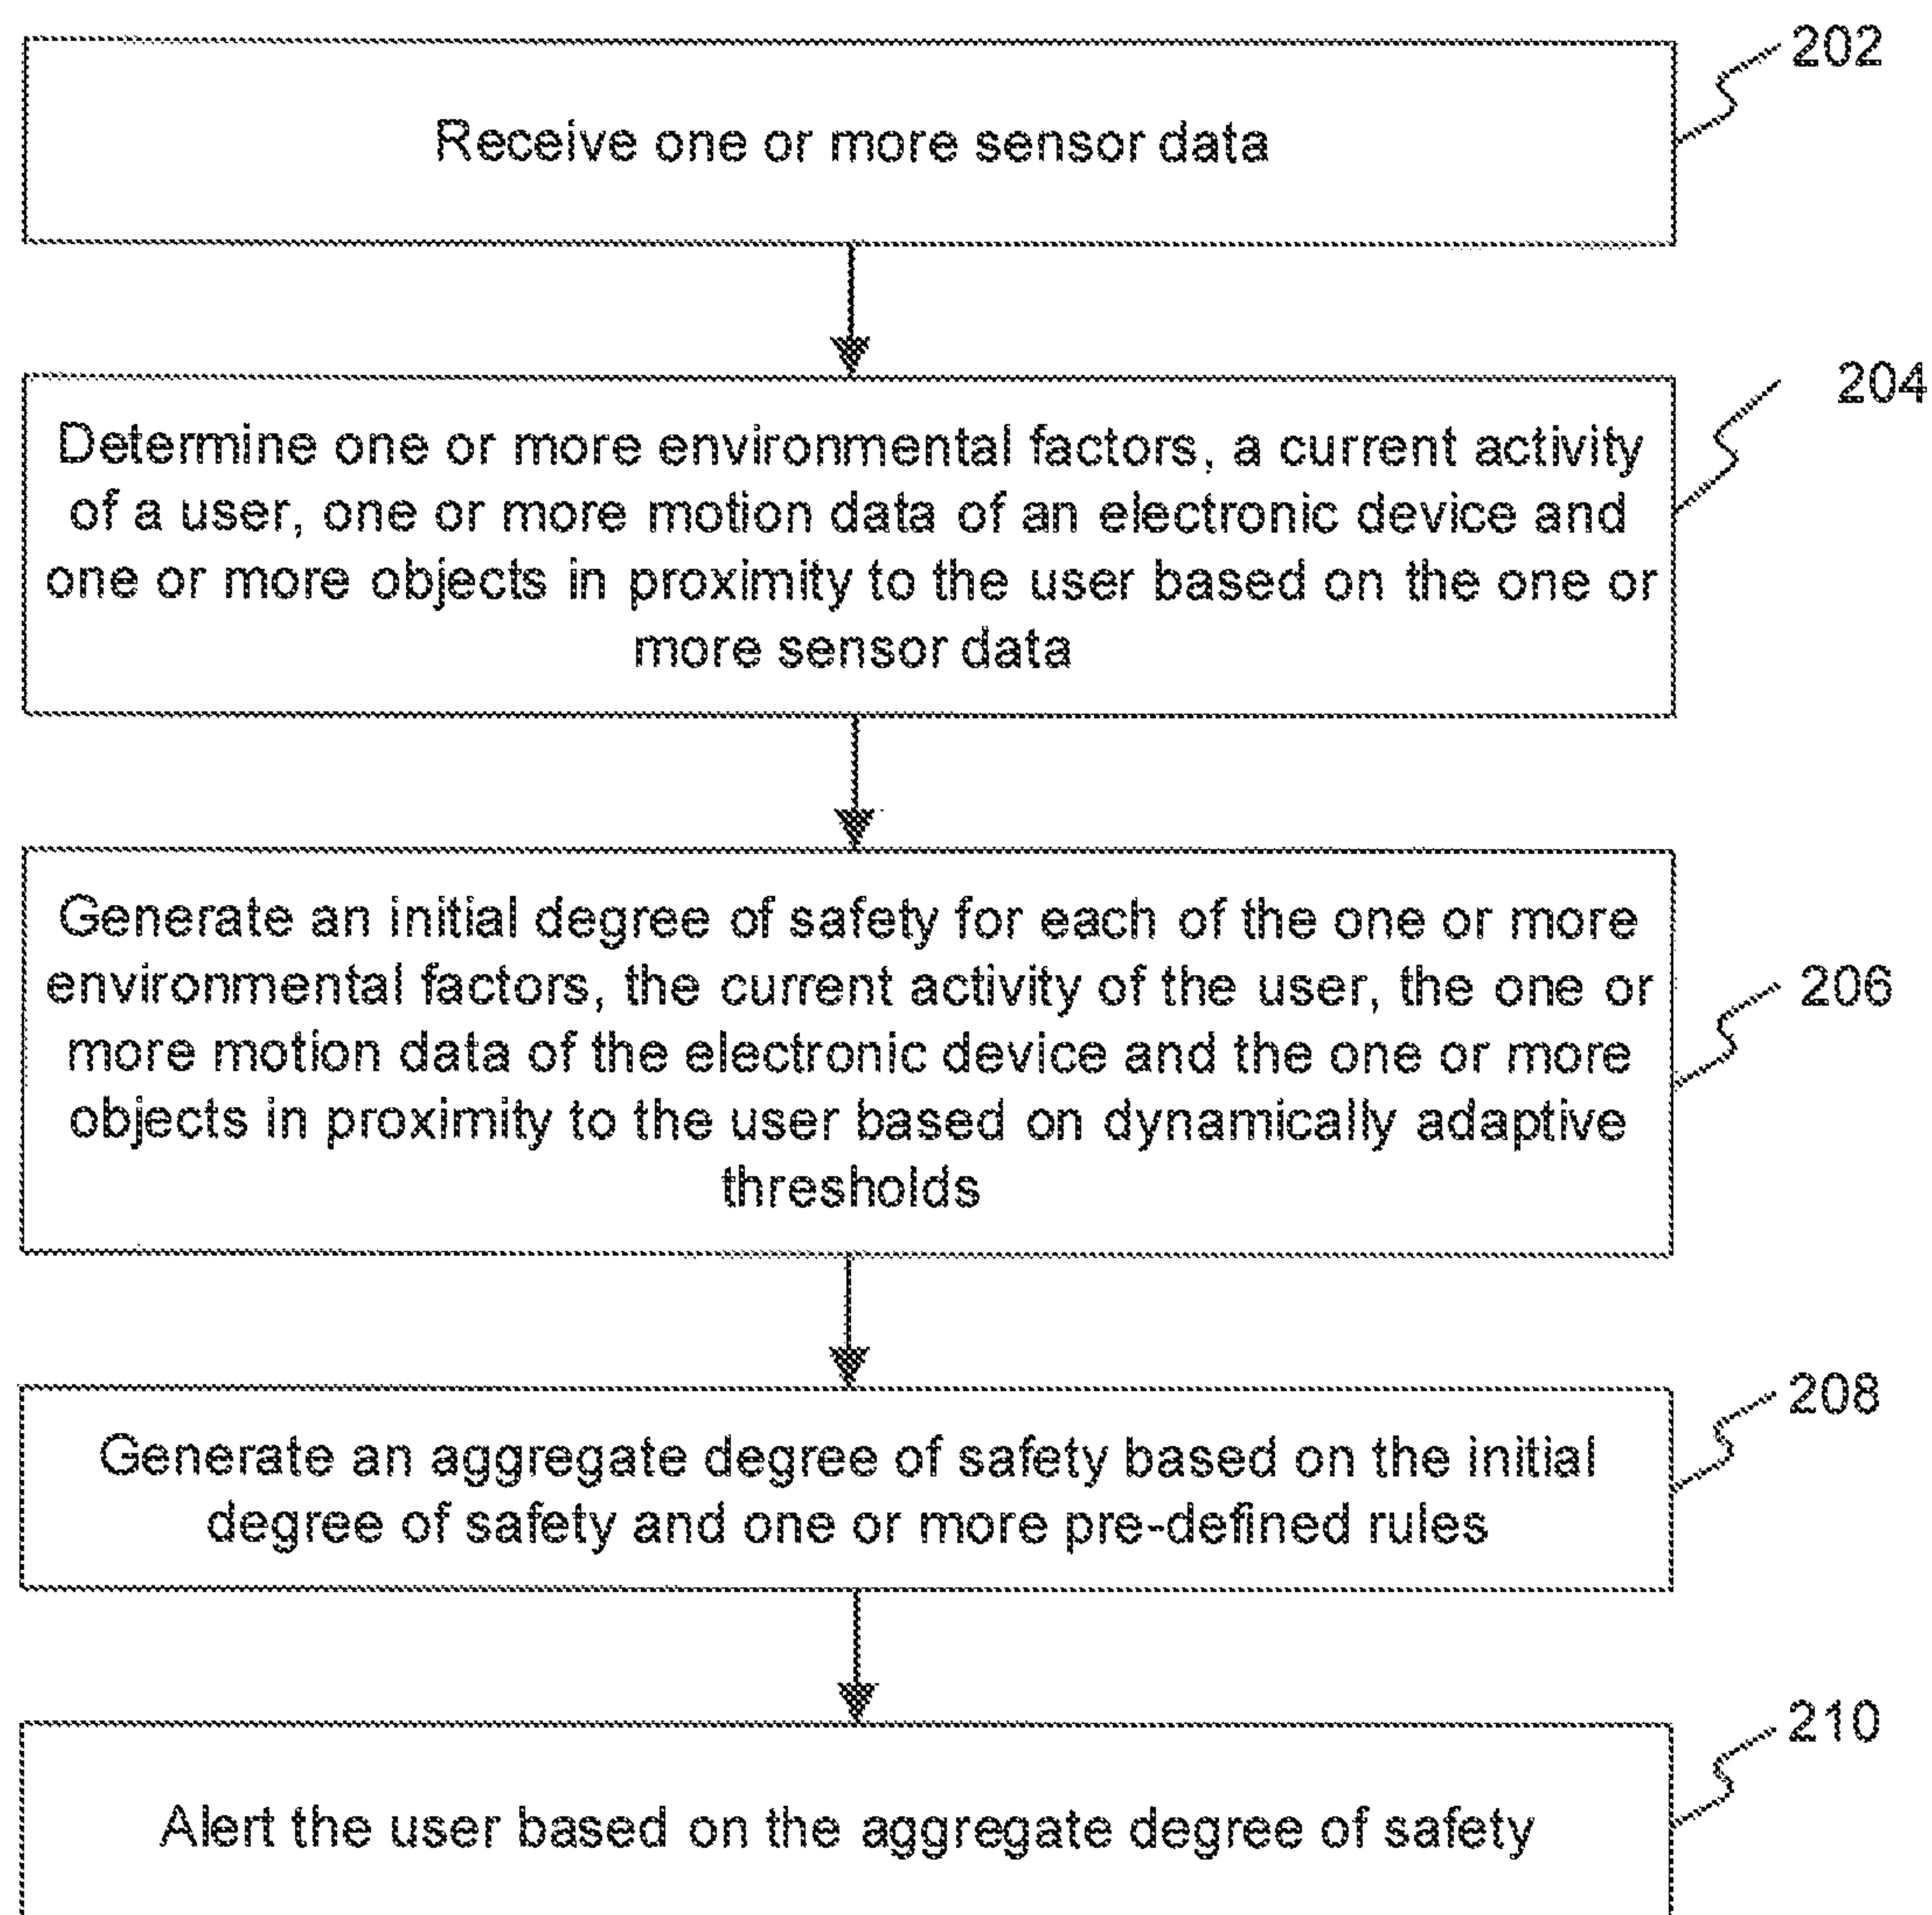 202
Receive one or more sensor data
204
Determine one or more environmental factors, a current activity
of a user, one or more motion data of an electronic device and
one or more objects in proximity to the user based on the one or
more sensor data
Generate an initial degree of safety for each of the one or more
environmental factors, the current activity of the user, the one or
206
more motion data of the electronic device and the one or more
objects in proximity to the user based on dynamically adaptive
thresholds
208
Generate an aggregate degree of safety based on the initial
degree of safety and one or more pre-defined rules
210
Alert the user based on the aggregate degree of safety